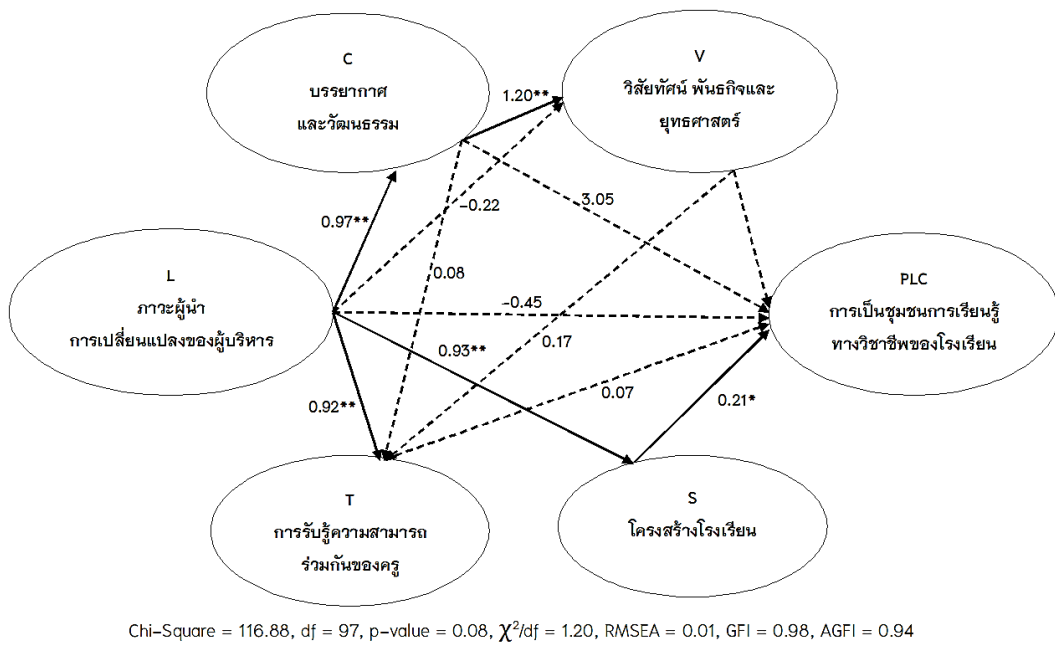 C
บรรยากาศ
และวัฒนธรรม
V
วิสัยทัศน์ พันธกิจและ
ยุทธศาสตร์
1.20**
-0.22
3.05
0.97**
0.08
L
ภาวะผู้นำ
การเปลี่ยนแปลงของผู้บริหาร
-0.45
PLC
การเป็นชุมชนการเรียนรู้
ทางวิชาชีพของโรงเรียน
0.93**
0.17
0.92**
0.07
0.21*
T
การรับรู้ความสามารถ
ร่วมกันของครู
S
โครงสร้างโรงเรียน
Chi-Square = 116.88, df = 97, p-value = 0.08, χ²/df = 1.20, RMSEA = 0.01, GFI = 0.98, AGFI = 0.94